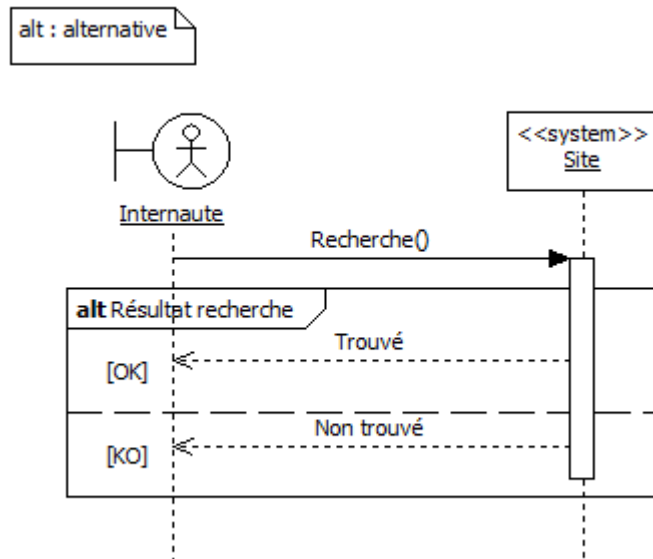 alt : alternative
<<system>>
Site
Internaute
Recherche()
alt Résultat recherche
Trouvé
[OK]
Non trouvé
[KO]